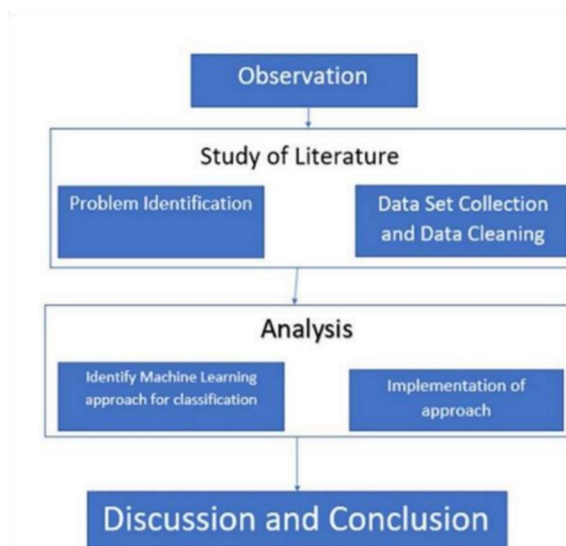 Observation
Study of Literature
Problem Identification
Data Set Collection
and Data Cleaning
Analysis
Identify Machine Learning
approach for classification
Implementation of
approach
Discussion and Conclusion